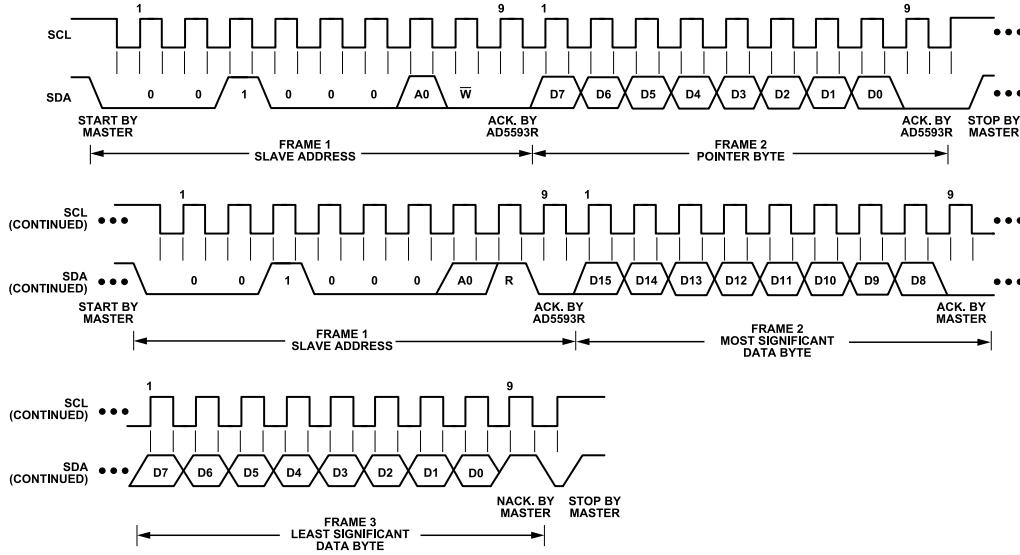 1 9 1 9
SCL
SDA
0 0 1 0 0 0 A0 W D7 D6 D5 D4 D3 D2 D1 D0
START BY
MASTER
ACK. BY
AD5593R
ACK. BY
AD5593R
STOP BY
MASTER
FRAME 1
SLAVE ADDRESS
FRAME 2
POINTER BYTE
1 9 1 9
SCL
(CONTINUED)
SDA
(CONTINUED)
0 0 1 0 0 0 A0 R D15 D14 D13 D12 D11 D10 D9 D8
START BY
MASTER
ACK. BY
AD5593R
ACK. BY
MASTER
FRAME 1
SLAVE ADDRESS
FRAME 2
MOST SIGNIFICANT
DATA BYTE
1 9
SCL
(CONTINUED)
SDA
(CONTINUED)
D7 D6 D5 D4 D3 D2 D1 D0
NACK. BY
MASTER
STOP BY
MASTER
FRAME 3
LEAST SIGNIFICANT
DATA BYTE